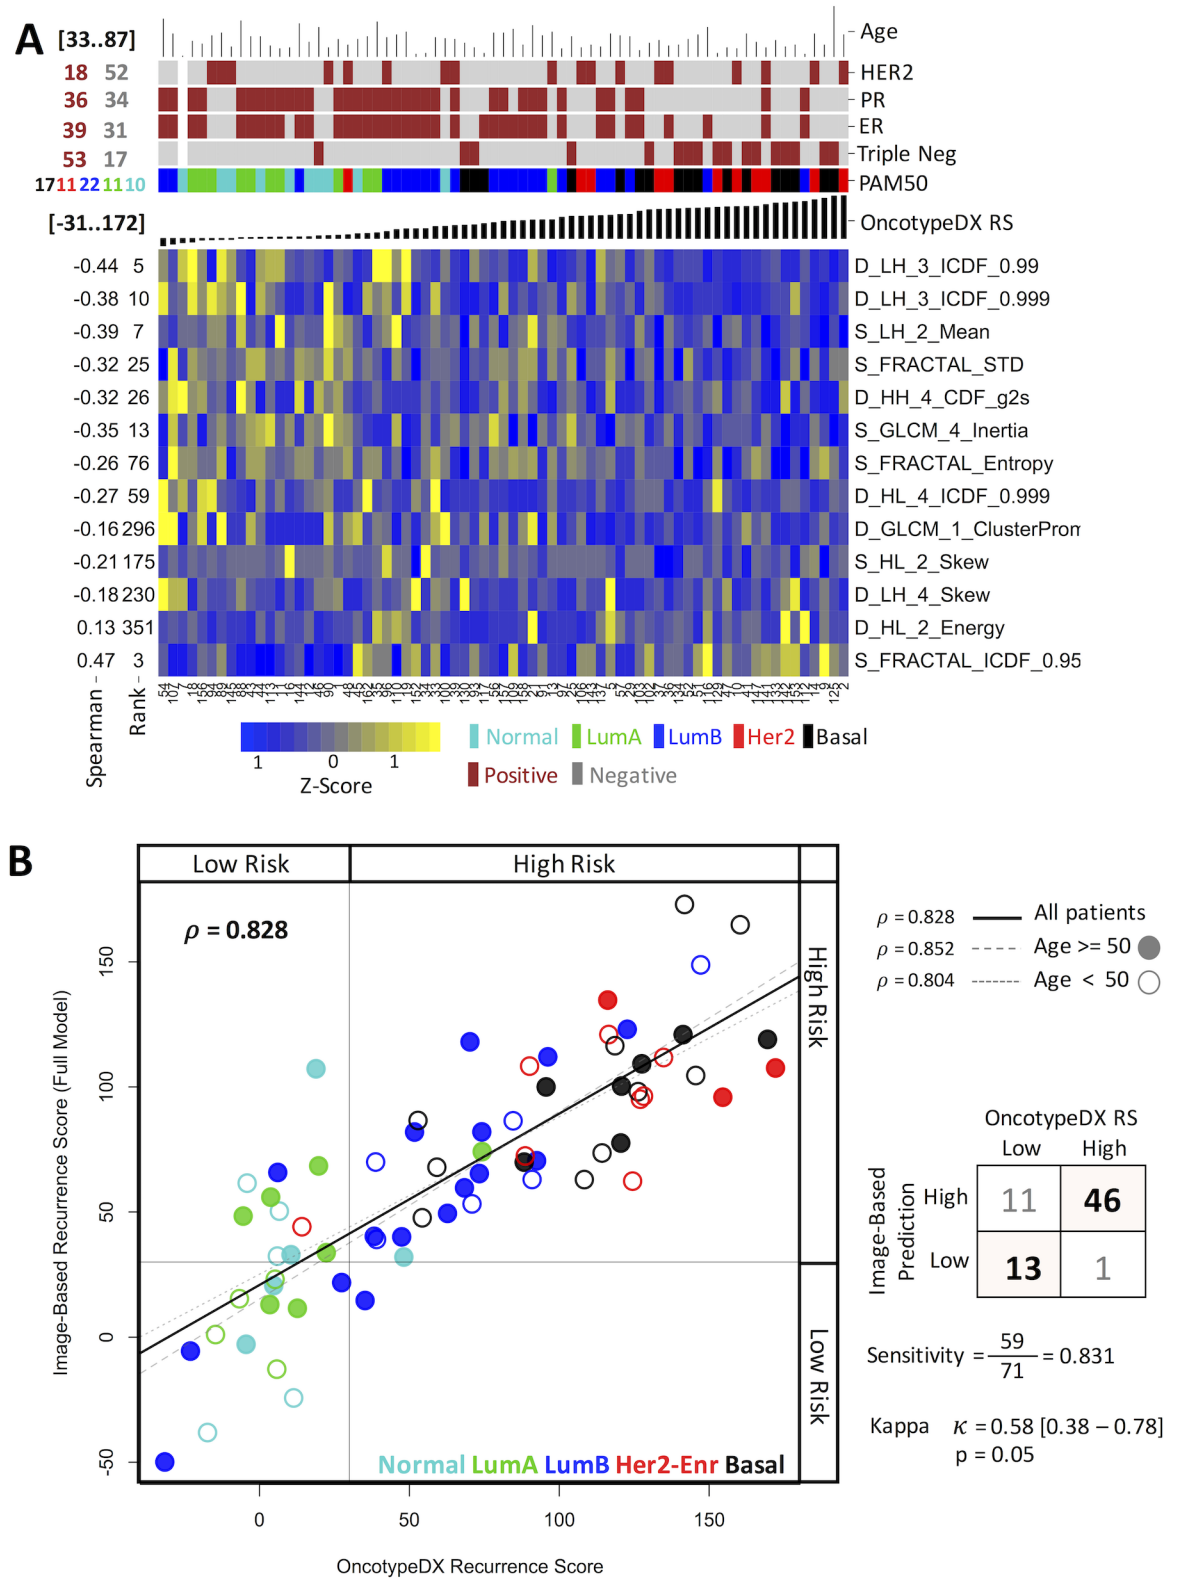 A
[33..87]
Age
18 52
HER2
36 34
PR
39 31
ER
53 17
Triple Neg
17 11 22 11 10
PAM50
[-31..172]
OncotypeDX RS
-0.44 5 D_LH_3_ICDF_0.99
-0.38 10 D_LH_3_ICDF_0.999
-0.39 7 S_LH_2_Mean
-0.32 25 S_FRACTAL_STD
-0.32 26 D_HH_4_CDF_g2s
-0.35 13 S_GLCM_4_Inertia
-0.26 76 S_FRACTAL_Entropy
-0.27 59 D_HL_4_ICDF_0.999
-0.16 296 D_GLCM_1_ClusterProm
-0.21 175 S_HL_2_Skew
-0.18 230 D_LH_4_Skew
0.13 351 D_HL_2_Energy
0.47 3 S_FRACTAL_ICDF_0.95
Spearman
Rank
1 0 1
Z-Score
Normal LumA LumB Her2 Basal
Positive Negative
B
Low Risk High Risk
ρ = 0.828
High Risk
Low Risk
150
100
50
0
-50
Image-Based Recurrence Score (Full Model)
Normal LumA LumB Her2-Enr Basal
0 50 100 150
OncotypeDX Recurrence Score
ρ = 0.828 All patients
ρ = 0.852 Age >= 50
ρ = 0.804 Age < 50
OncotypeDX RS
Low High
Image-Based
Prediction
High 11 46
Low 13 1
Sensitivity = 59/71 = 0.831
Kappa κ = 0.58 [0.38 – 0.78]
p = 0.05